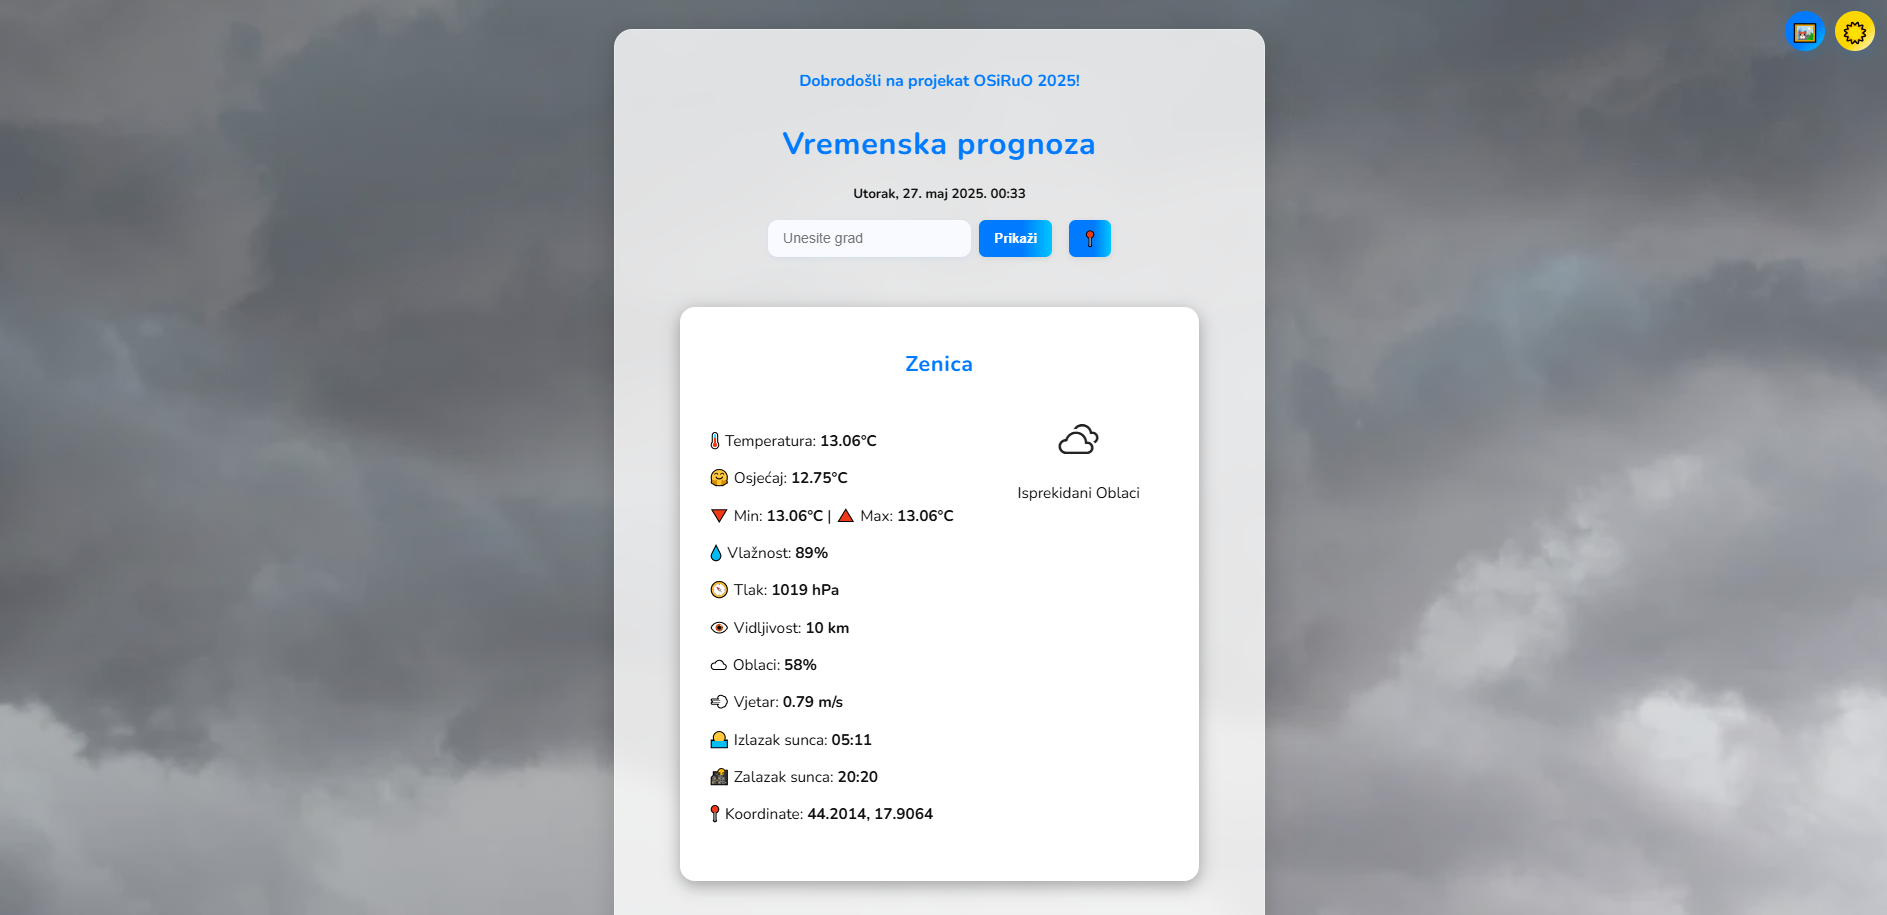 Dobrodošli na projekat OSiRuO 2025!
Vremenska prognoza
Utorak, 27. maj 2025. 00:33
Unesite grad Prikaži
Zenica
Temperatura: 13.06°C
Osjećaj: 12.75°C
Isprekidani Oblaci
Min: 13.06°C | Max: 13.06°C
Vlažnost: 89%
Tlak: 1019 hPa
Vidljivost: 10 km
Oblaci: 58%
Vjetar: 0.79 m/s
Izlazak sunca: 05:11
Zalazak sunca: 20:20
Koordinate: 44.2014, 17.9064